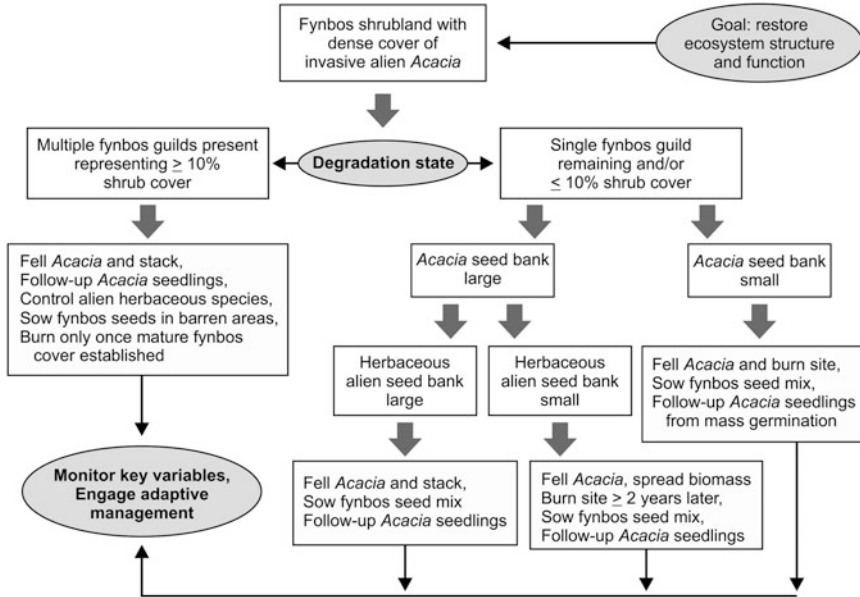 Fynbos shrubland with
dense cover of
invasive alien Acacia
Goal: restore
ecosystem structure
and function
Multiple fynbos guilds present
representing ≥ 10%
shrub cover
Degradation state
Single fynbos guild
remaining and/or
≤ 10% shrub cover
Fell Acacia and stack,
Follow-up Acacia seedlings,
Control alien herbaceous species,
Sow fynbos seeds in barren areas,
Burn only once mature fynbos
cover established
Acacia seed bank
large
Acacia seed bank
small
Herbaceous
alien seed bank
large
Herbaceous
alien seed bank
small
Fell Acacia and burn site,
Sow fynbos seed mix,
Follow-up Acacia seedlings
from mass germination
Monitor key variables,
Engage adaptive
management
Fell Acacia and stack,
Sow fynbos seed mix
Follow-up Acacia seedlings
Fell Acacia, spread biomass
Burn site ≥ 2 years later,
Sow fynbos seed mix,
Follow-up Acacia seedlings